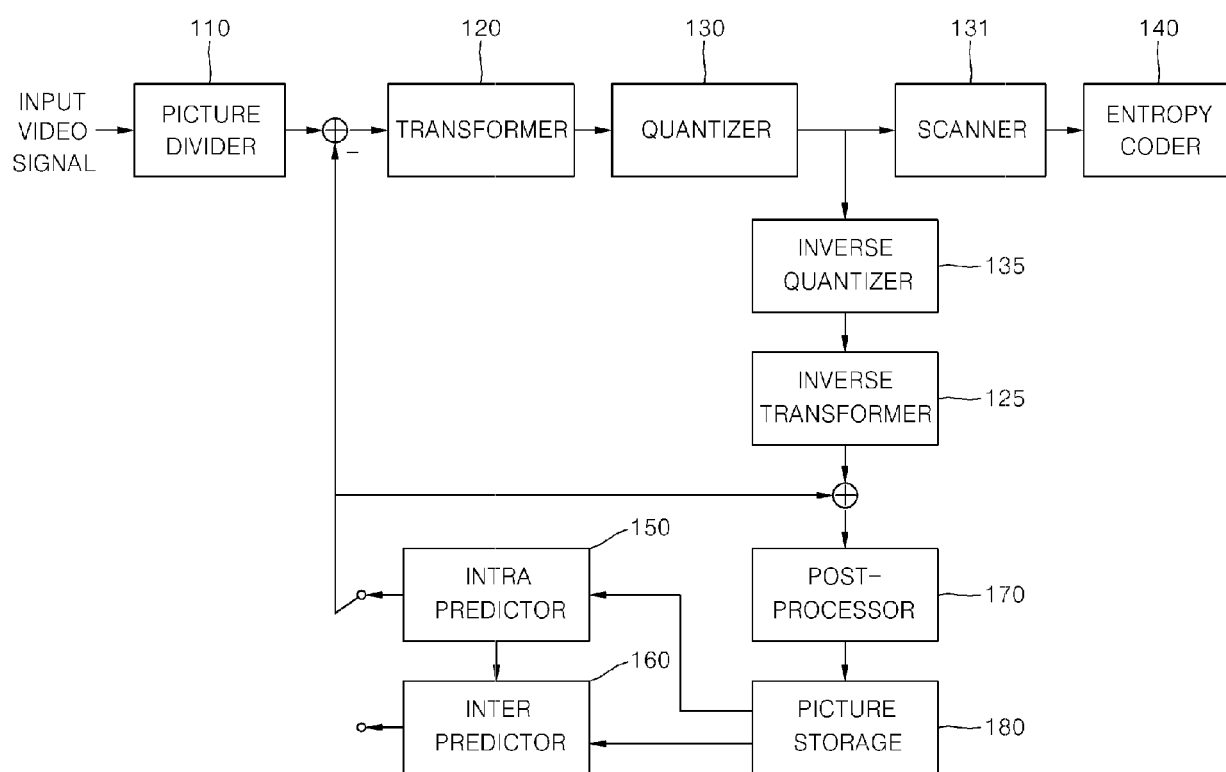 110
120
130
131
140
INPUT
VIDEO
SIGNAL
PICTURE
DIVIDER
TRANSFORMER
QUANTIZER
SCANNER
ENTROPY
CODER
–
INVERSE
QUANTIZER
135
INVERSE
TRANSFORMER
125
150
INTRA
PREDICTOR
POST-
PROCESSOR
170
160
INTER
PREDICTOR
PICTURE
STORAGE
180